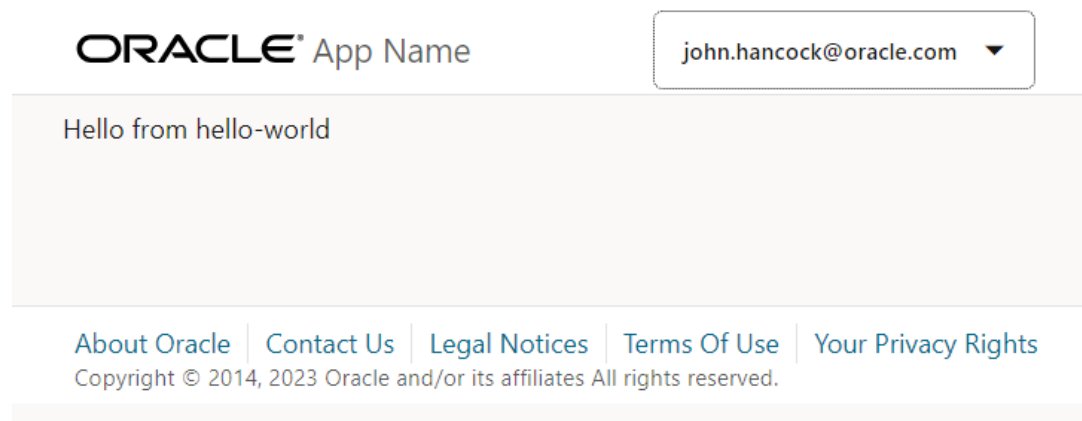 ORACLE® App Name
john.hancock@oracle.com
Hello from hello-world
About Oracle Contact Us Legal Notices Terms Of Use Your Privacy Rights
Copyright © 2014, 2023 Oracle and/or its affiliates All rights reserved.